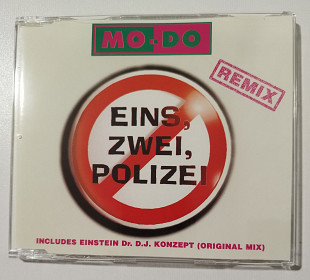 MO-DO
REMIX
EINS,
ZWEI,
POLIZEI
INCLUDES EINSTEIN Dr. D.J. KONZEPT (ORIGINAL MIX)